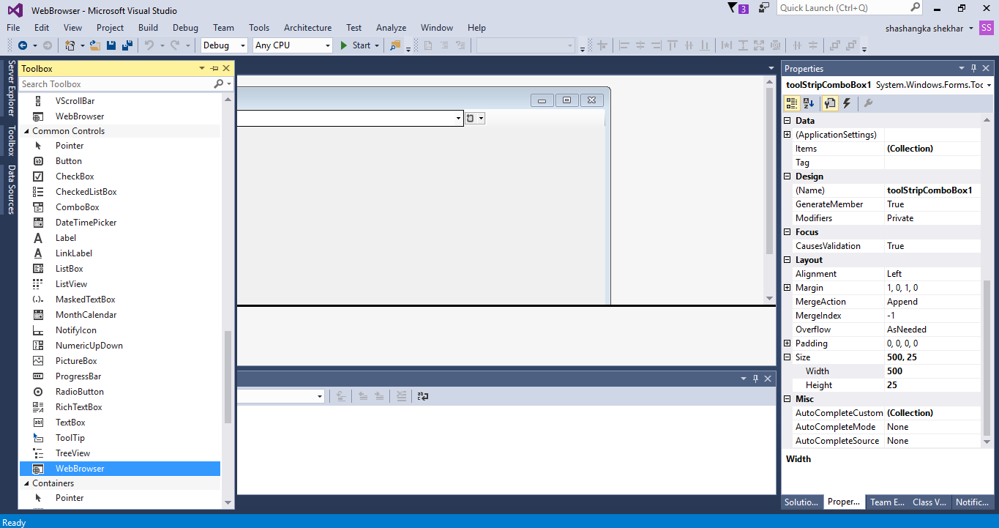 WebBrowser - Microsoft Visual Studio
3
Quick Launch (Ctrl+Q)
File Edit View Project Build Debug Team Tools Architecture Test Analyze Window Help
shashangka shekhar SS
Debug Any CPU Start
Server Explorer
Toolbox
Data Sources
Toolbox
Search Toolbox
VScrollBar
WebBrowser
Common Controls
Pointer
Button
CheckBox
CheckedListBox
ComboBox
DateTimePicker
Label
LinkLabel
ListBox
ListView
MaskedTextBox
MonthCalendar
NotifyIcon
NumericUpDown
PictureBox
ProgressBar
RadioButton
RichTextBox
TextBox
ToolTip
TreeView
WebBrowser
Containers
Pointer
Properties
toolStripComboBox1 System.Windows.Forms.Toc
Data
(ApplicationSettings)
Items (Collection)
Tag
Design
(Name) toolStripComboBox1
GenerateMember True
Modifiers Private
Focus
CausesValidation True
Layout
Alignment Left
Margin 1, 0, 1, 0
MergeAction Append
MergeIndex -1
Overflow AsNeeded
Padding 0, 0, 0, 0
Size 500, 25
Width 500
Height 25
Misc
AutoCompleteCustom (Collection)
AutoCompleteMode None
AutoCompleteSource None
Width
Solutio... Proper... Team E... Class V... Notific...
Ready